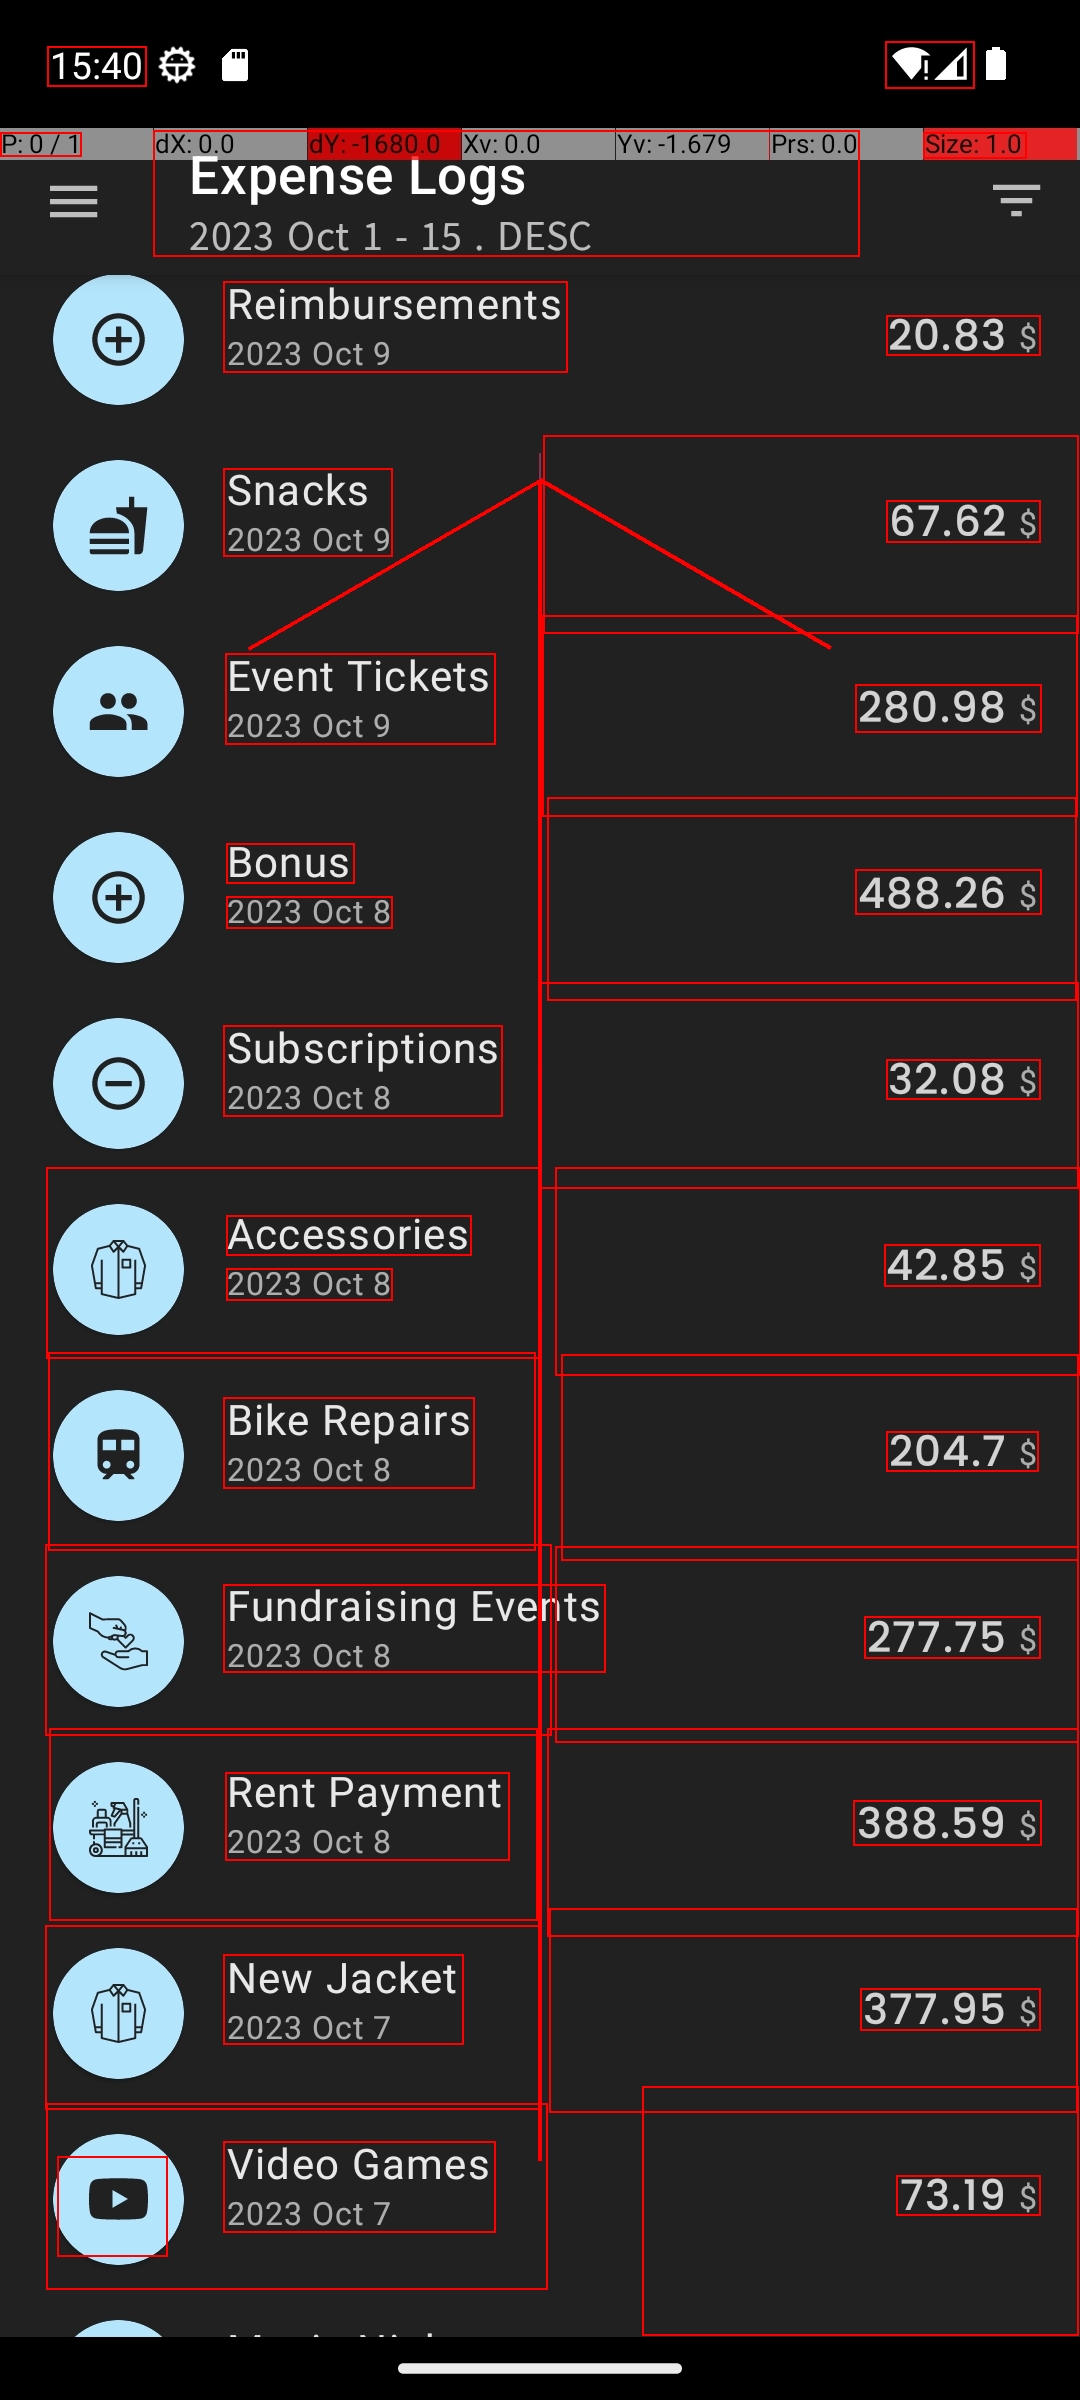 15:40
P: 0 / 1 dX: 0.0 dY: -1680.0 Xv: 0.0 Yv: -1.679 Prs: 0.0 Size: 1.0
Expense Logs
2023 Oct 1 - 15 . DESC
Reimbursements
2023 Oct 9
20.83 $
Snacks
2023 Oct 9
67.62 $
Event Tickets
2023 Oct 9
280.98 $
Bonus
2023 Oct 8
488.26 $
Subscriptions
2023 Oct 8
32.08 $
Accessories
2023 Oct 8
42.85 $
Bike Repairs
2023 Oct 8
204.7 $
Fundraising Events
2023 Oct 8
277.75 $
Rent Payment
2023 Oct 8
388.59 $
New Jacket
2023 Oct 7
377.95 $
Video Games
2023 Oct 7
73.19 $